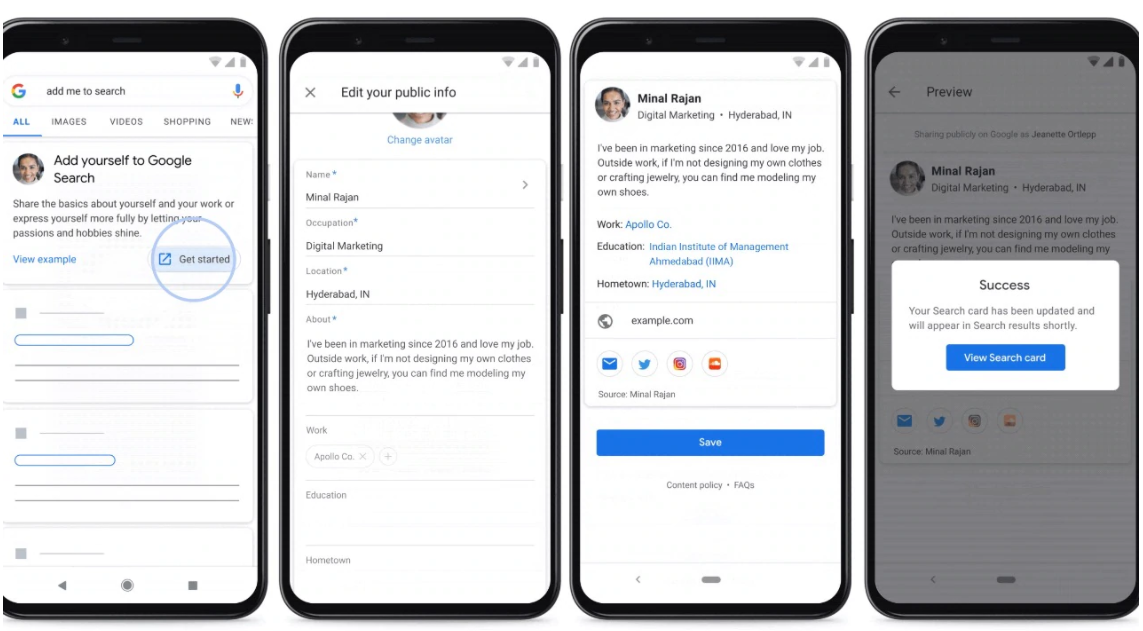 add me to search
ALL IMAGES VIDEOS SHOPPING NEWS
Add yourself to Google
Search
Share the basics about yourself and your work or
express yourself more fully by letting your
passions and hobbies shine.
View example
Get started
Edit your public info
Change avatar
Name*
Minal Rajan
Occupation*
Digital Marketing
Location*
Hyderabad, IN
About*
I've been in marketing since 2016 and love my job.
Outside work, if I'm not designing my own clothes
or crafting jewelry, you can find me modeling my
own shoes.
Work
Apollo Co.
Education
Hometown
Minal Rajan
Digital Marketing • Hyderabad, IN
I've been in marketing since 2016 and love my job.
Outside work, if I'm not designing my own clothes
or crafting jewelry, you can find me modeling my
own shoes.
Work: Apollo Co.
Education: Indian Institute of Management
Ahmedabad (IIMA)
Hometown: Hyderabad, IN
example.com
Source: Minal Rajan
Save
Content policy • FAQs
Preview
Sharing publicly on Google as Jeanette Ortlepp
Minal Rajan
Digital Marketing • Hyderabad, IN
I've been in marketing since 2016 and love my job.
Outside work, if I'm not designing my own clothes
or crafting jewelry, you can find me modeling my
Success
Your Search card has been updated and
will appear in Search results shortly.
View Search card
Source: Minal Rajan